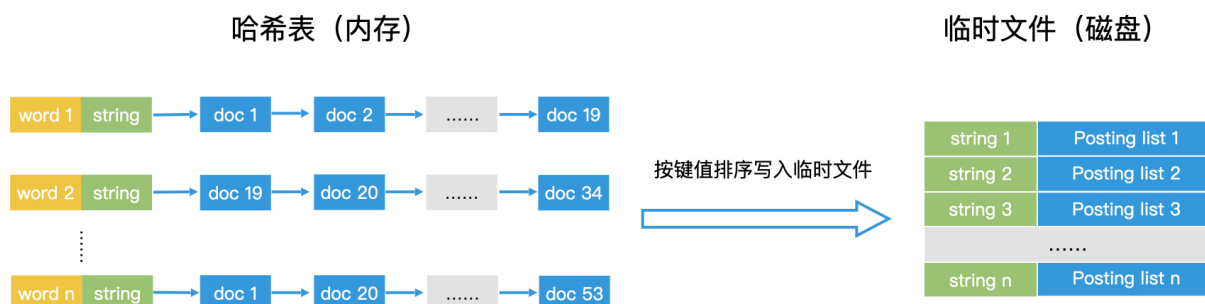 哈希表（内存）
临时文件（磁盘）
word 1 string doc 1 doc 2 ...... doc 19
word 2 string doc 19 doc 20 ...... doc 34
......
word n string doc 1 doc 20 ...... doc 53
按键值排序写入临时文件
string 1 Posting list 1
string 2 Posting list 2
string 3 Posting list 3
......
string n Posting list n